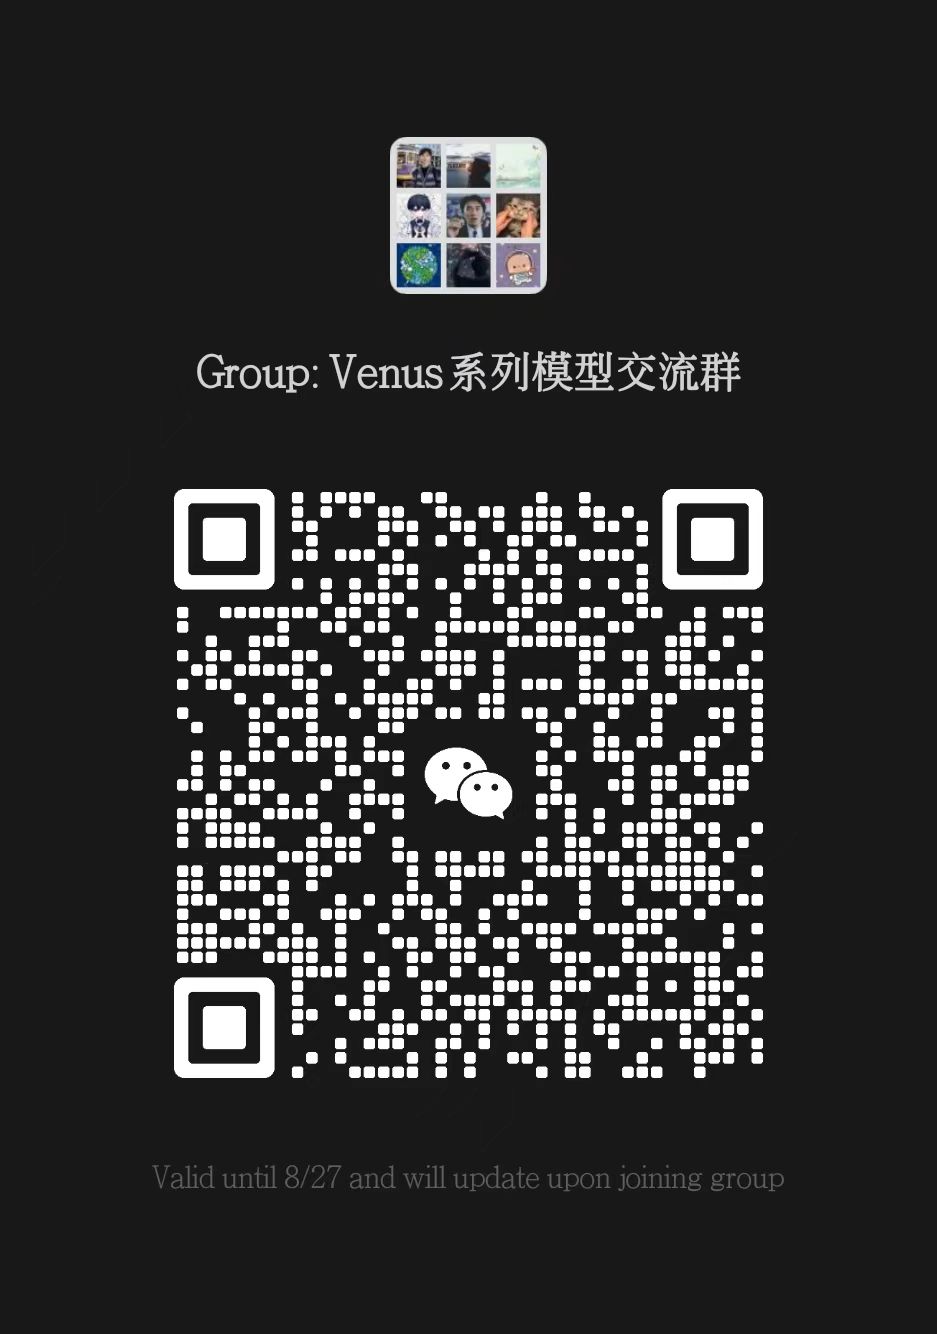 Group: Venus系列模型交流群
Valid until 8/27 and will update upon joining group